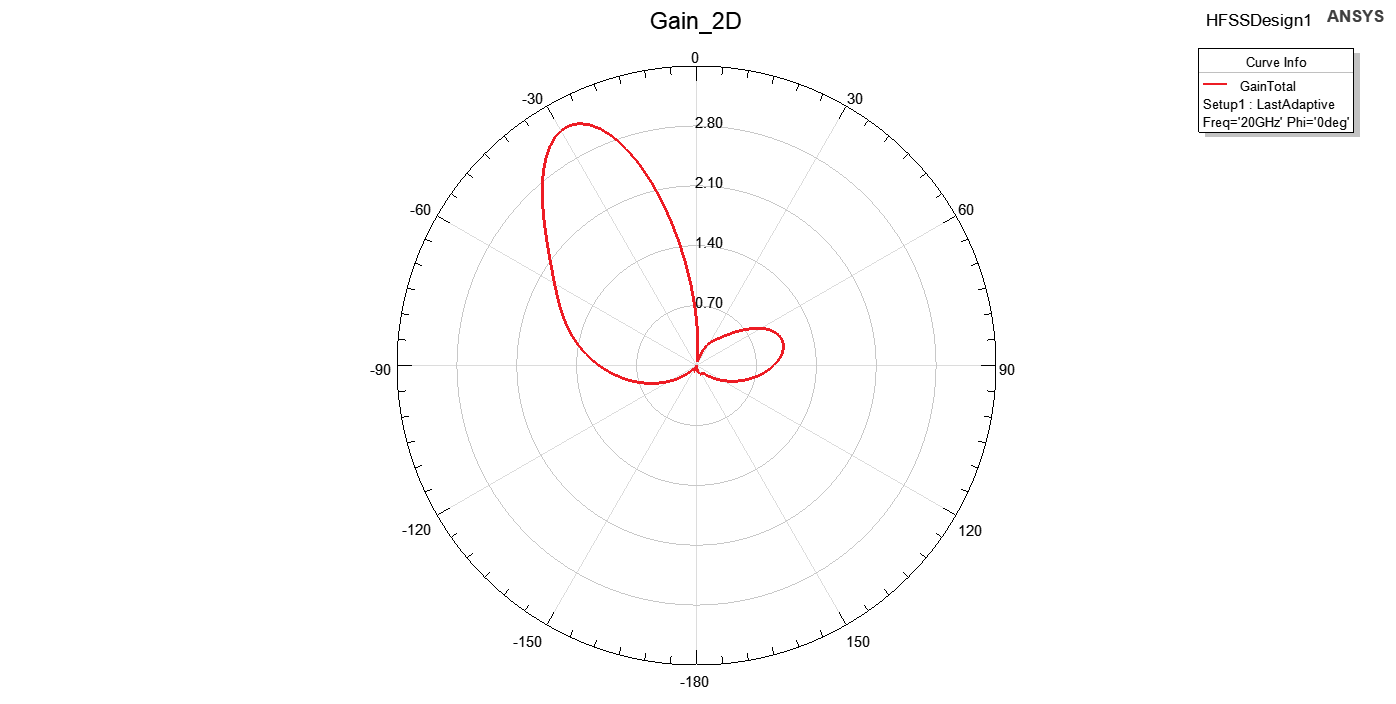 Gain_2D
HFSSDesign1
ANSYS
Curve Info
GainTotal
Setup1 : LastAdaptive
Freq='20GHz' Phi='0deg'
0
-30
30
2.80
2.10
-60
60
1.40
0.70
-90
90
-120
120
-150
150
-180